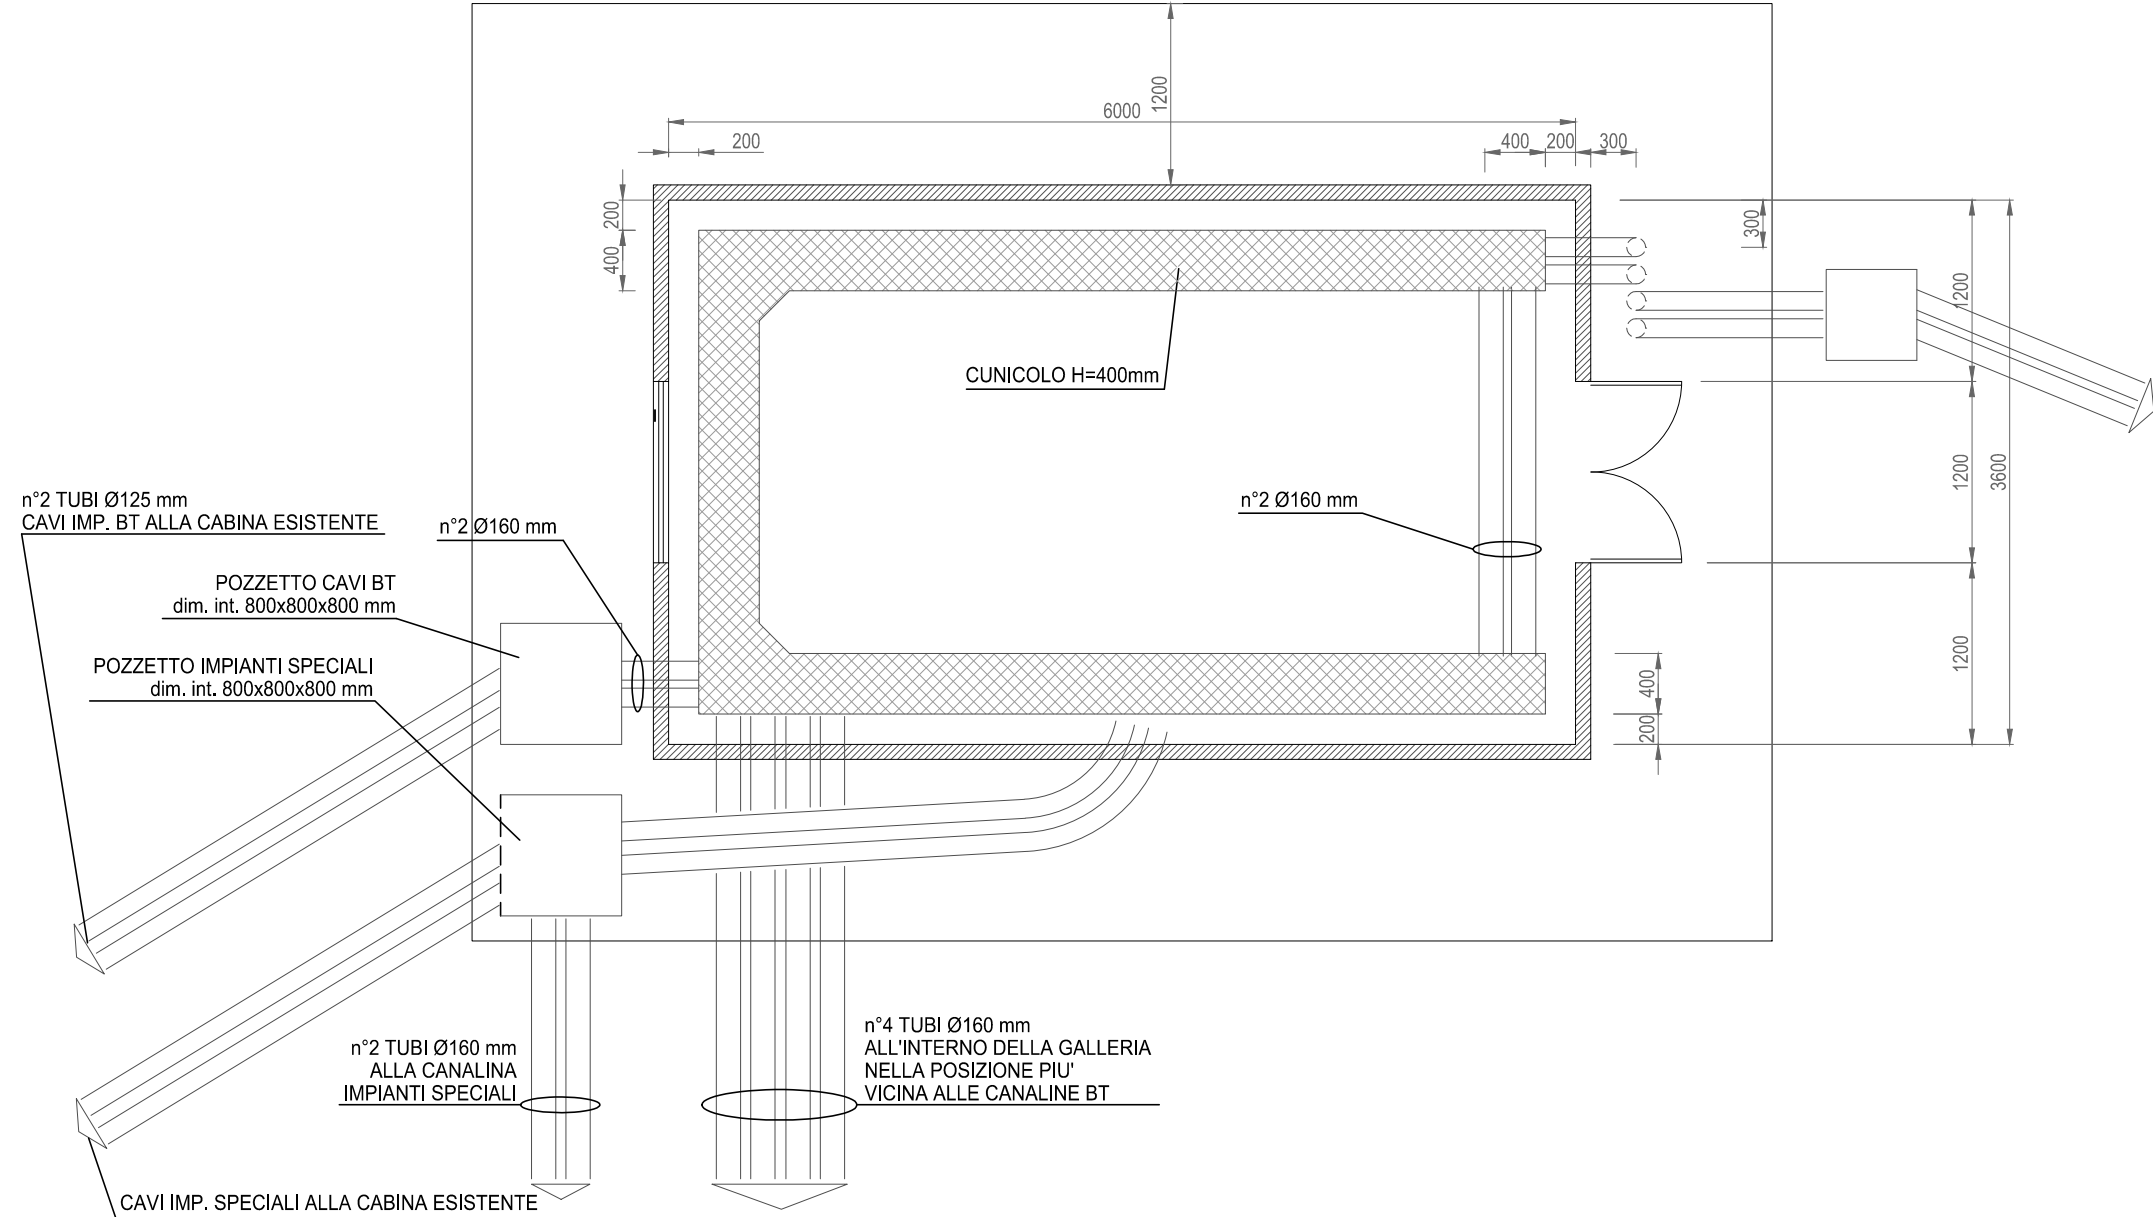 1200
6000
200
400
200
300
200
400
300
1200
CUNICOLO H=400mm
n°2 TUBI Ø125 mm
CAVI IMP. BT ALLA CABINA ESISTENTE
n°2 Ø160 mm
n°2 Ø160 mm
1200
3600
POZZETTO CAVI BT
dim. int. 800x800x800 mm
POZZETTO IMPIANTI SPECIALI
dim. int. 800x800x800 mm
400
200
1200
n°2 TUBI Ø160 mm
ALLA CANALINA
IMPIANTI SPECIALI
n°4 TUBI Ø160 mm
ALL'INTERNO DELLA GALLERIA
NELLA POSIZIONE PIU'
VICINA ALLE CANALINE BT
CAVI IMP. SPECIALI ALLA CABINA ESISTENTE